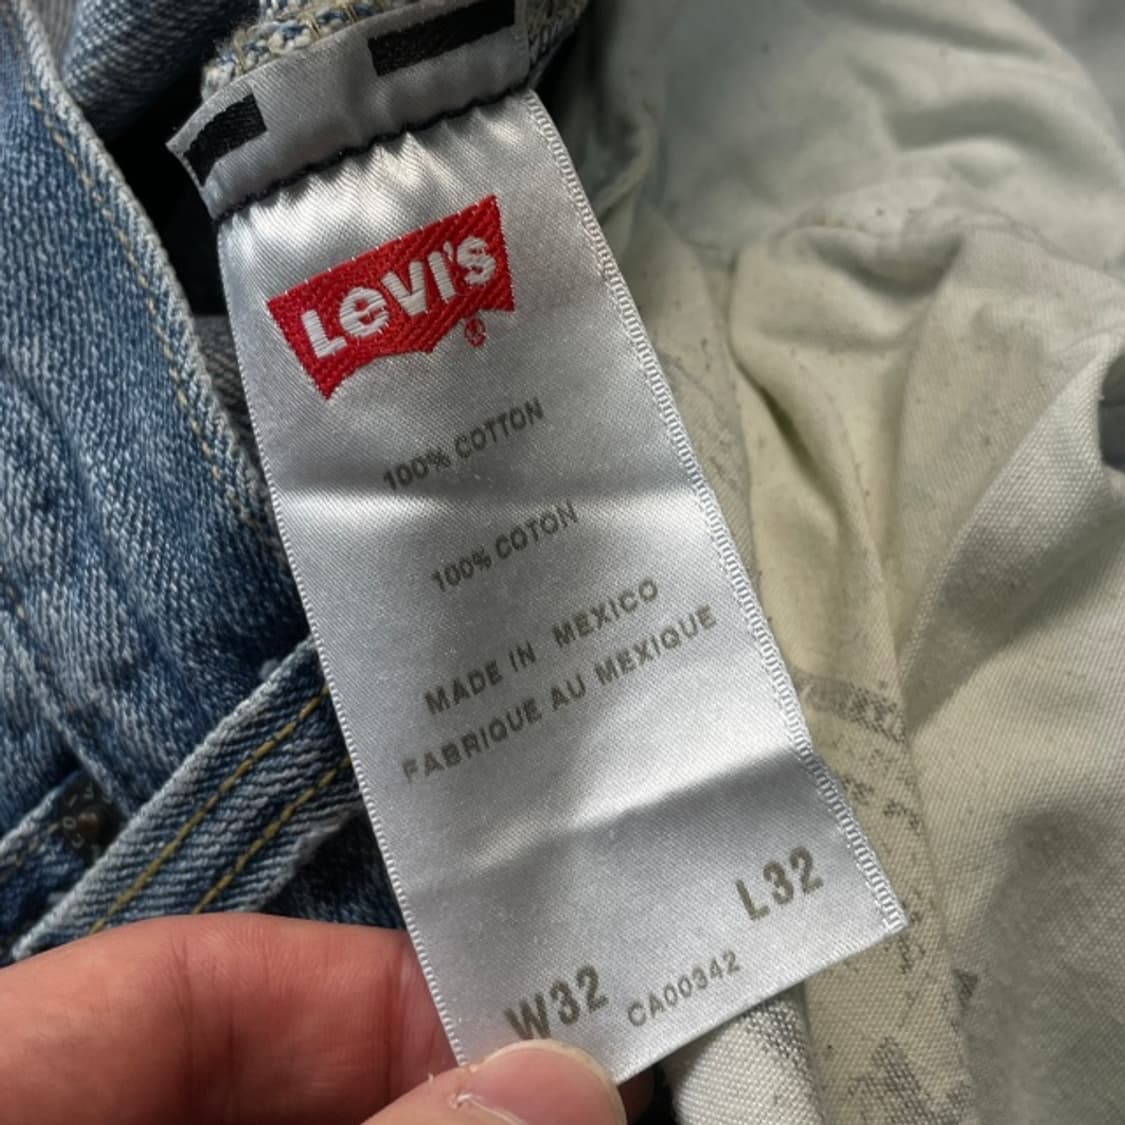 LeVI'S
®
100% COTTON
100% COTON
MADE IN MEXICO
FABRIQUE AU MEXIQUE
L32
W32 CA00342